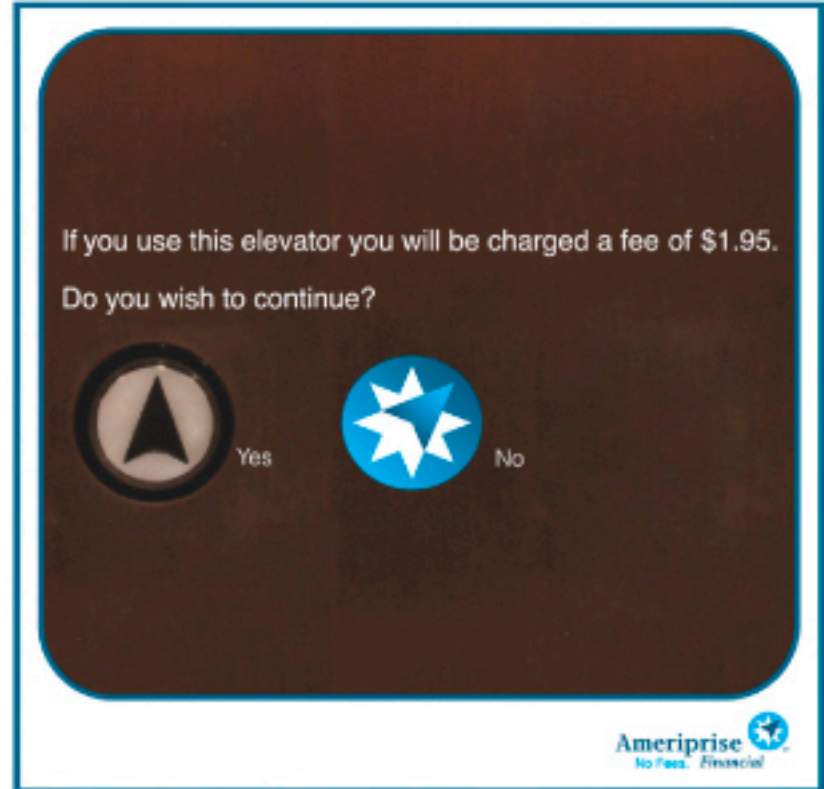 If you use this elevator you will be charged a fee of $1.95.
Do you wish to continue?
Yes No
Ameriprise
No Fees. Financial